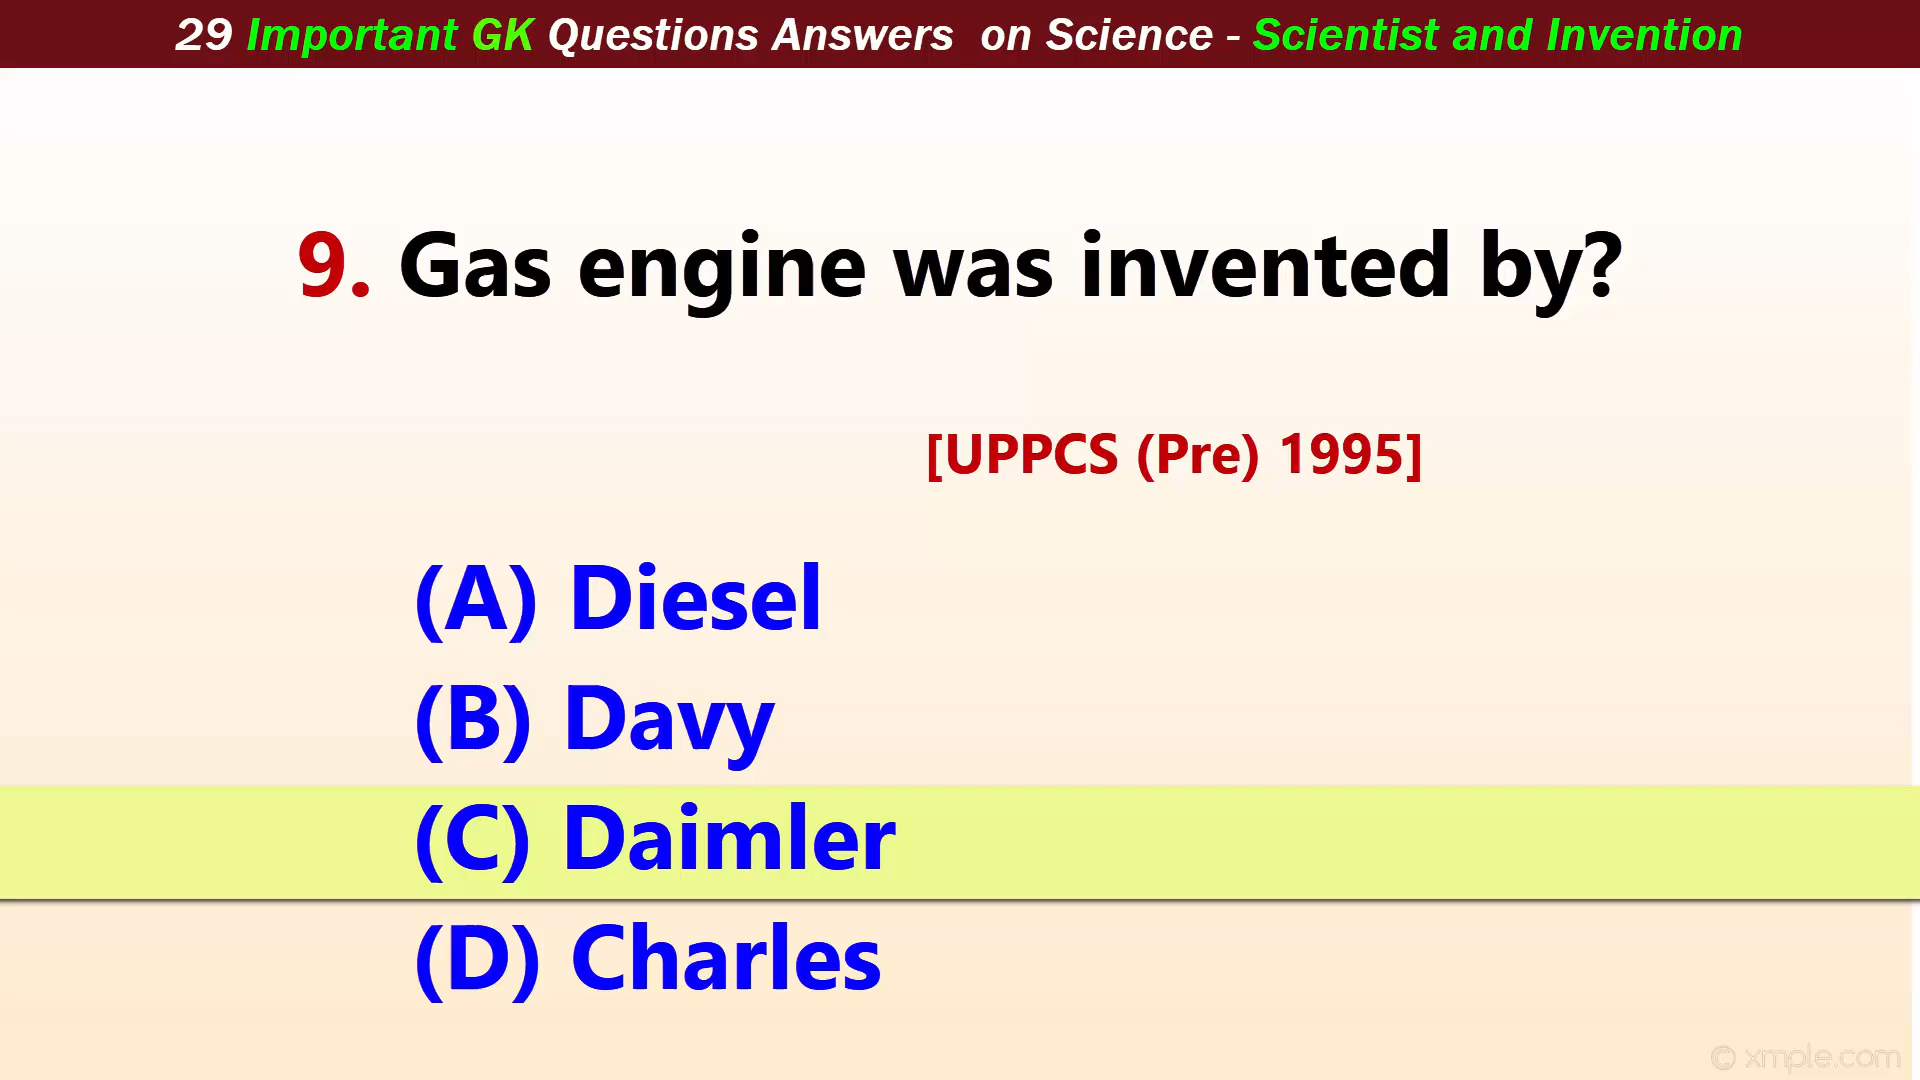 29 Important GK Questions Answers on Science - Scientist and Invention
9. Gas engine was invented by?
[UPPCS (Pre) 1995]
(A) Diesel
(B) Davy
(C) Daimler
(D) Charles
© xmple.com